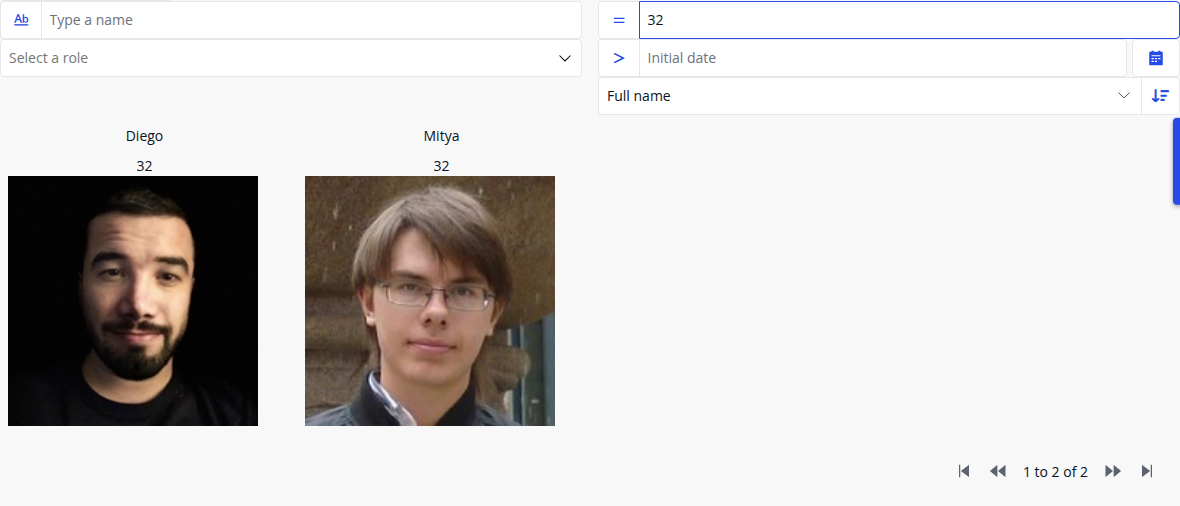 Ab Type a name
= 32
Select a role
> Initial date
Full name
Diego
Mitya
32
32
1 to 2 of 2